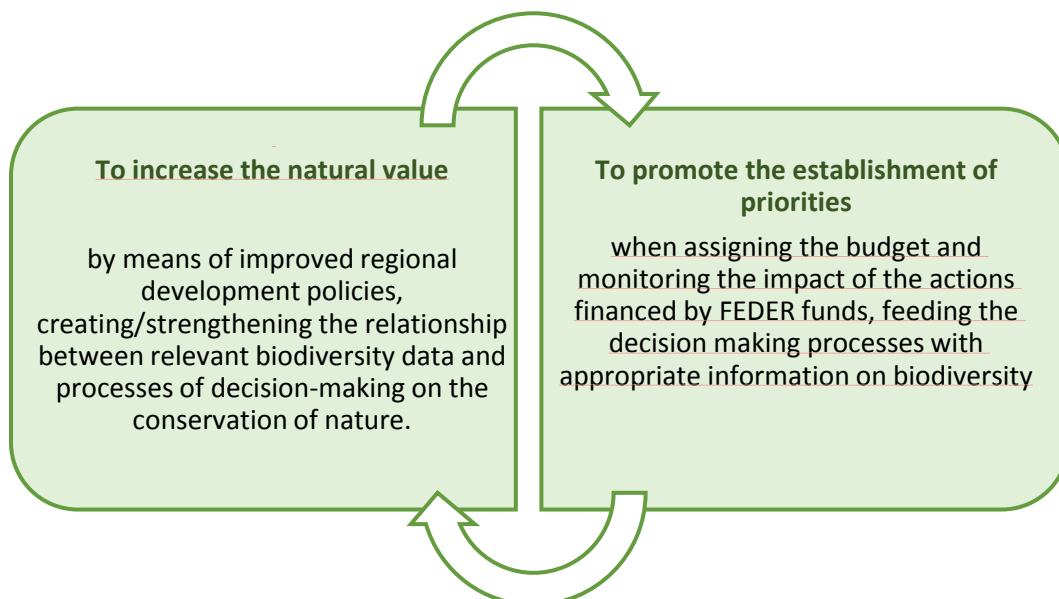 To increase the natural value
by means of improved regional
development policies,
creating/strengthening the relationship
between relevant biodiversity data and
processes of decision-making on the
conservation of nature.
To promote the establishment of
priorities
when assigning the budget and
monitoring the impact of the actions
financed by FEDER funds, feeding the
decision making processes with
appropriate information on biodiversity